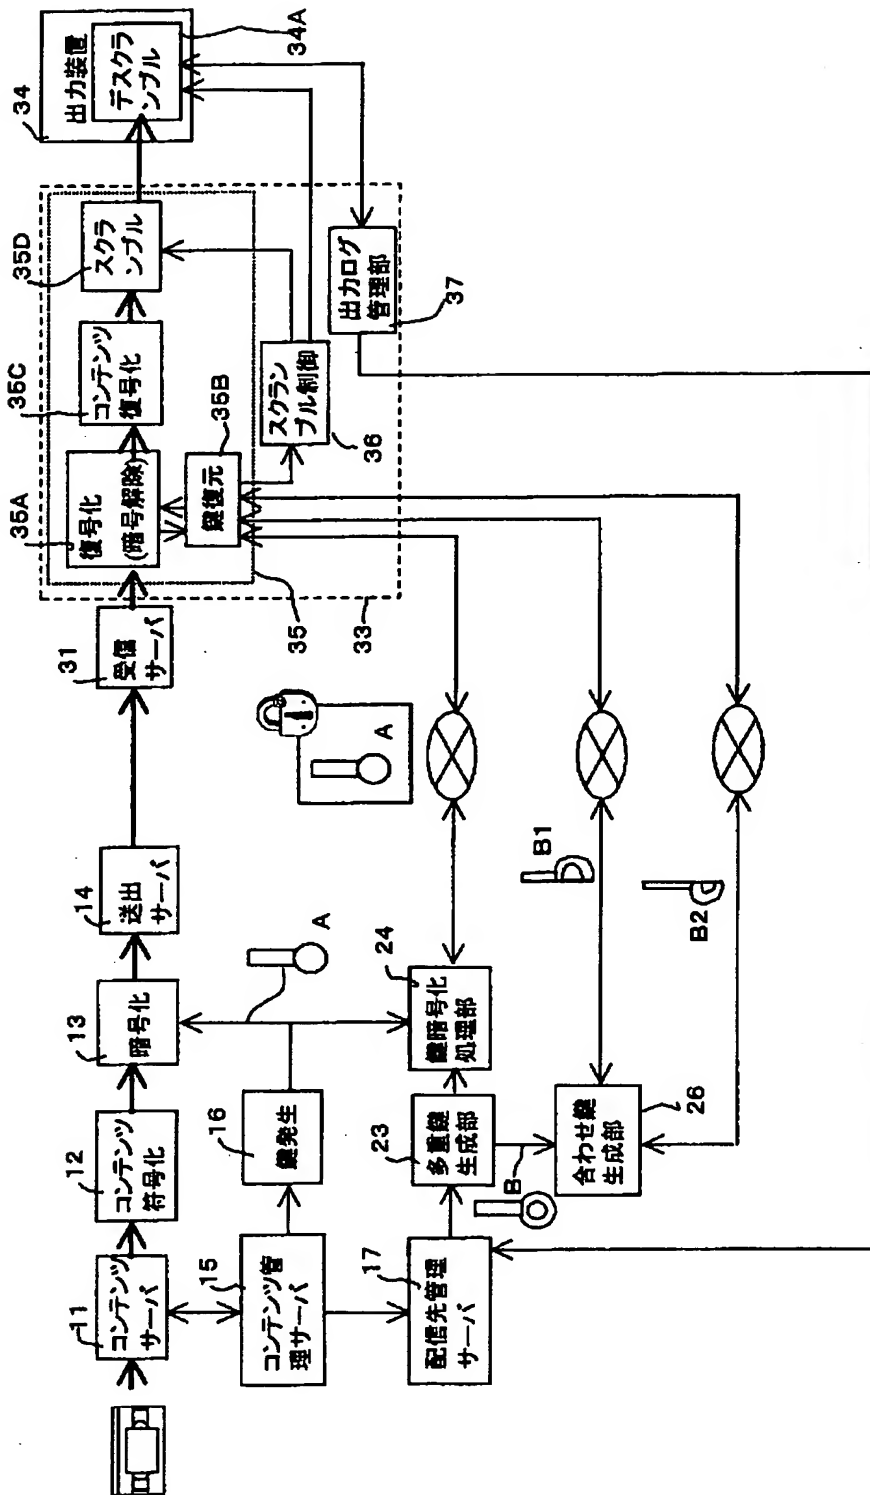 11
コンテンツ
サーバ
12
コンテンツ
符号化
13
暗号化
14
送出
サーバ
31
受信
サーバ
35A
復号化
(暗号解除)
35C
コンテンツ
復号化
35D
スクラ
ンブル
34
出力装置
デスクラ
ンブル
34A
15
コンテンツ管
理サーバ
16
鍵発生
A
A
35
33
35B
鍵復元
スクラン
ブル制御
36
出力ログ
管理部
37
17
配信先管理
サーバ
23
多重鍵
生成部
24
鍵暗号化
処理部
B
合わせ鍵
生成部
26
B1
B2